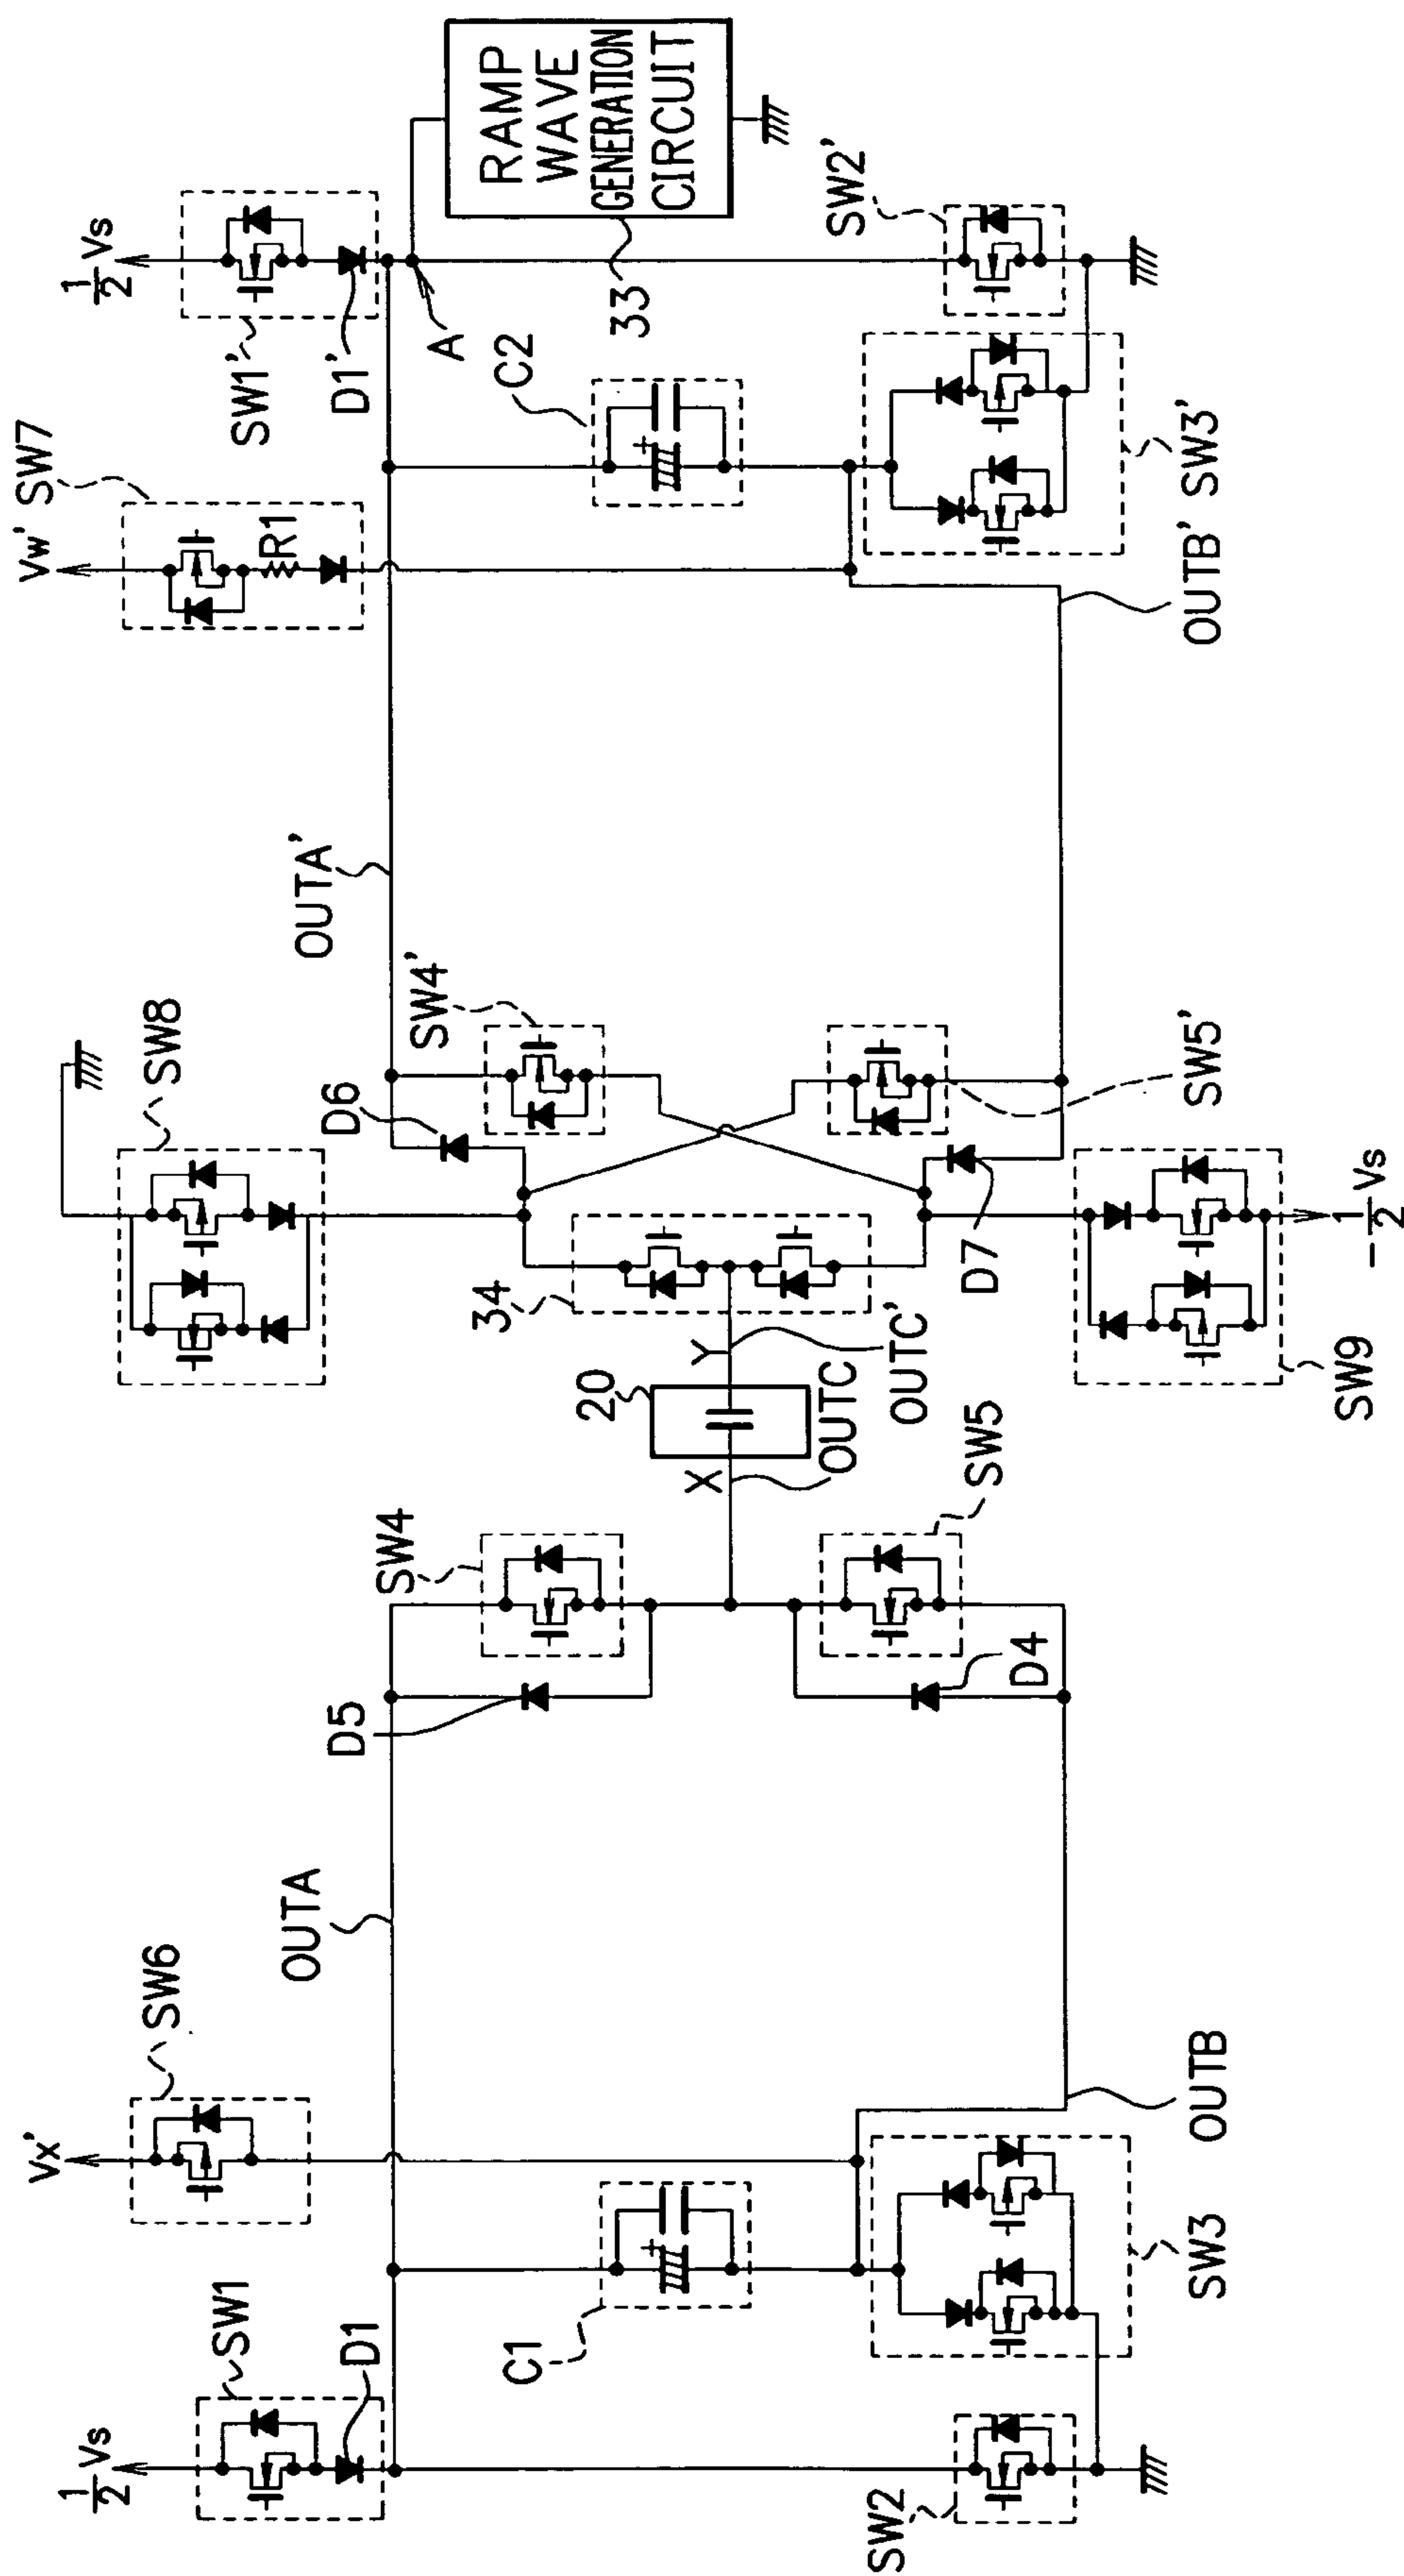 1/2 Vs
SW1
D1
Vx'
SW6
C1
SW2
SW3
OUTB
OUTA
D5
SW4
D4
SW5
X
OUTC
20
Y
OUTC'
34
SW8
D6
SW4'
D7
SW9
-1/2 Vs
SW5'
OUTA'
Vw'
SW7
R1
C2
+
+
OUTB'
SW3'
1/2 Vs
SW1'
D1'
A
33
SW2'
RAMP
WAVE
GENERATION
CIRCUIT